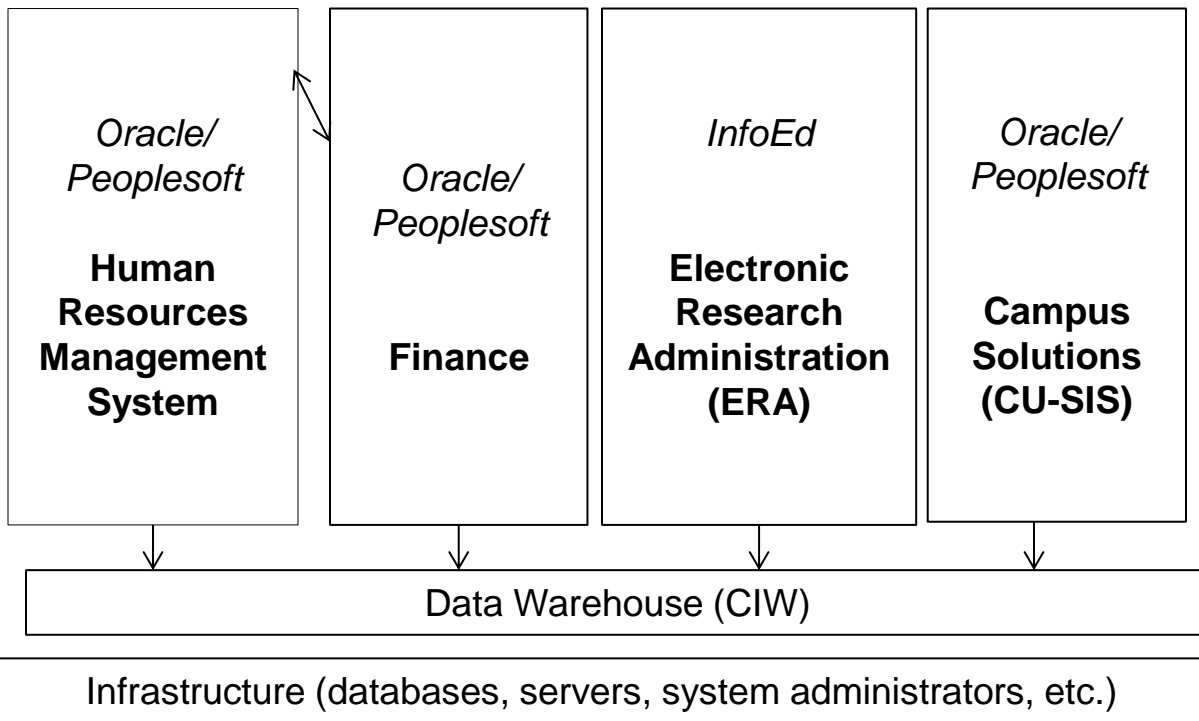 Oracle/
Peoplesoft
Human
Resources
Management
System
Oracle/
Peoplesoft
Finance
InfoEd
Electronic
Research
Administration
(ERA)
Oracle/
Peoplesoft
Campus
Solutions
(CU-SIS)
Data Warehouse (CIW)
Infrastructure (databases, servers, system administrators, etc.)